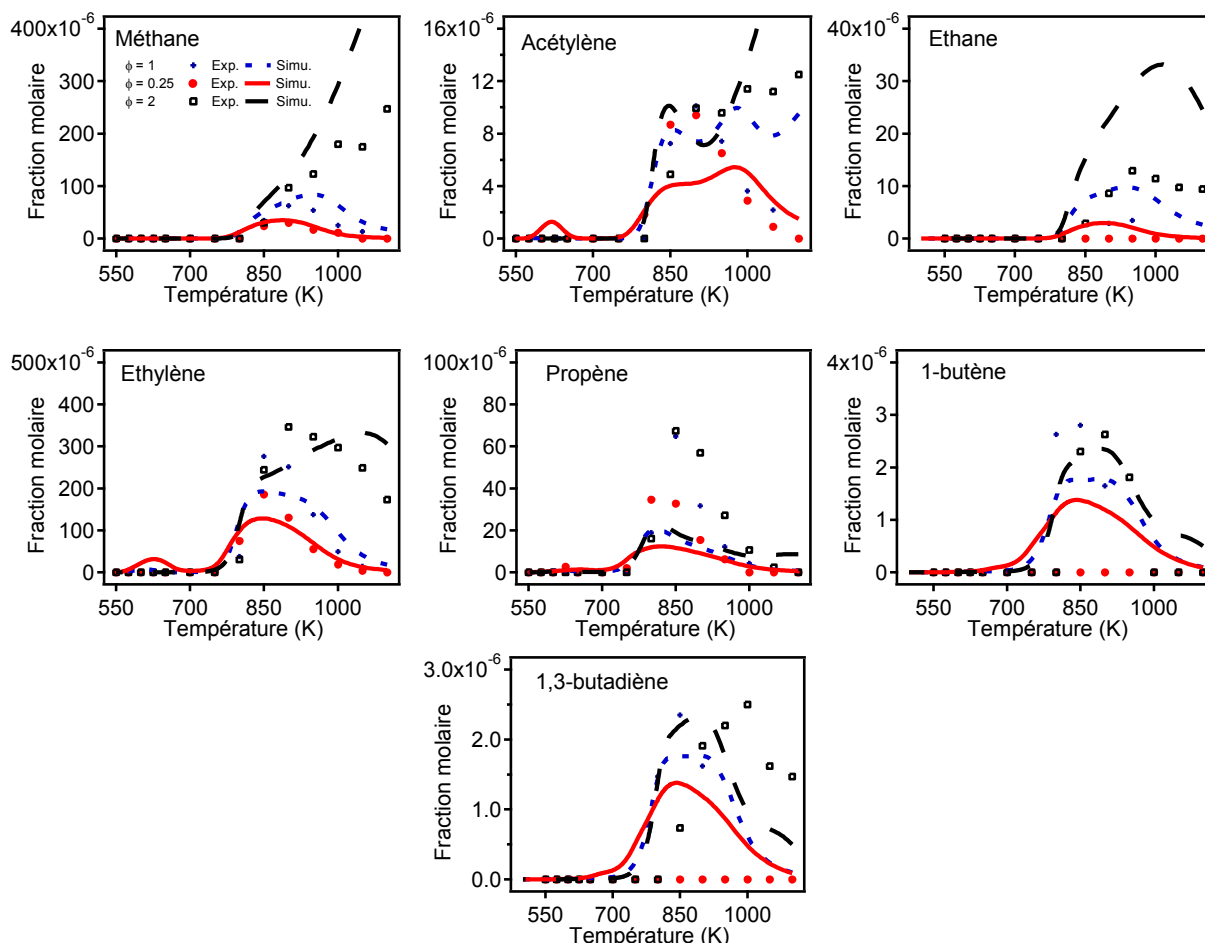 400x10-6
300
200
100
0
Fraction molaire
Méthane
ϕ = 1 Exp. Simu.
ϕ = 0.25 Exp. Simu.
ϕ = 2 Exp. Simu.
550 700 850 1000
Température (K)
16x10-6
12
8
4
0
Fraction molaire
Acétylène
550 700 850 1000
Température (K)
40x10-6
30
20
10
0
Fraction molaire
Ethane
550 700 850 1000
Température (K)
500x10-6
400
300
200
100
0
Fraction molaire
Ethylène
550 700 850 1000
Température (K)
100x10-6
80
60
40
20
0
Fraction molaire
Propène
550 700 850 1000
Température (K)
4x10-6
3
2
1
0
Fraction molaire
1-butène
550 700 850 1000
Température (K)
3.0x10-6
2.0
1.0
0.0
Fraction molaire
1,3-butadiène
550 700 850 1000
Température (K)